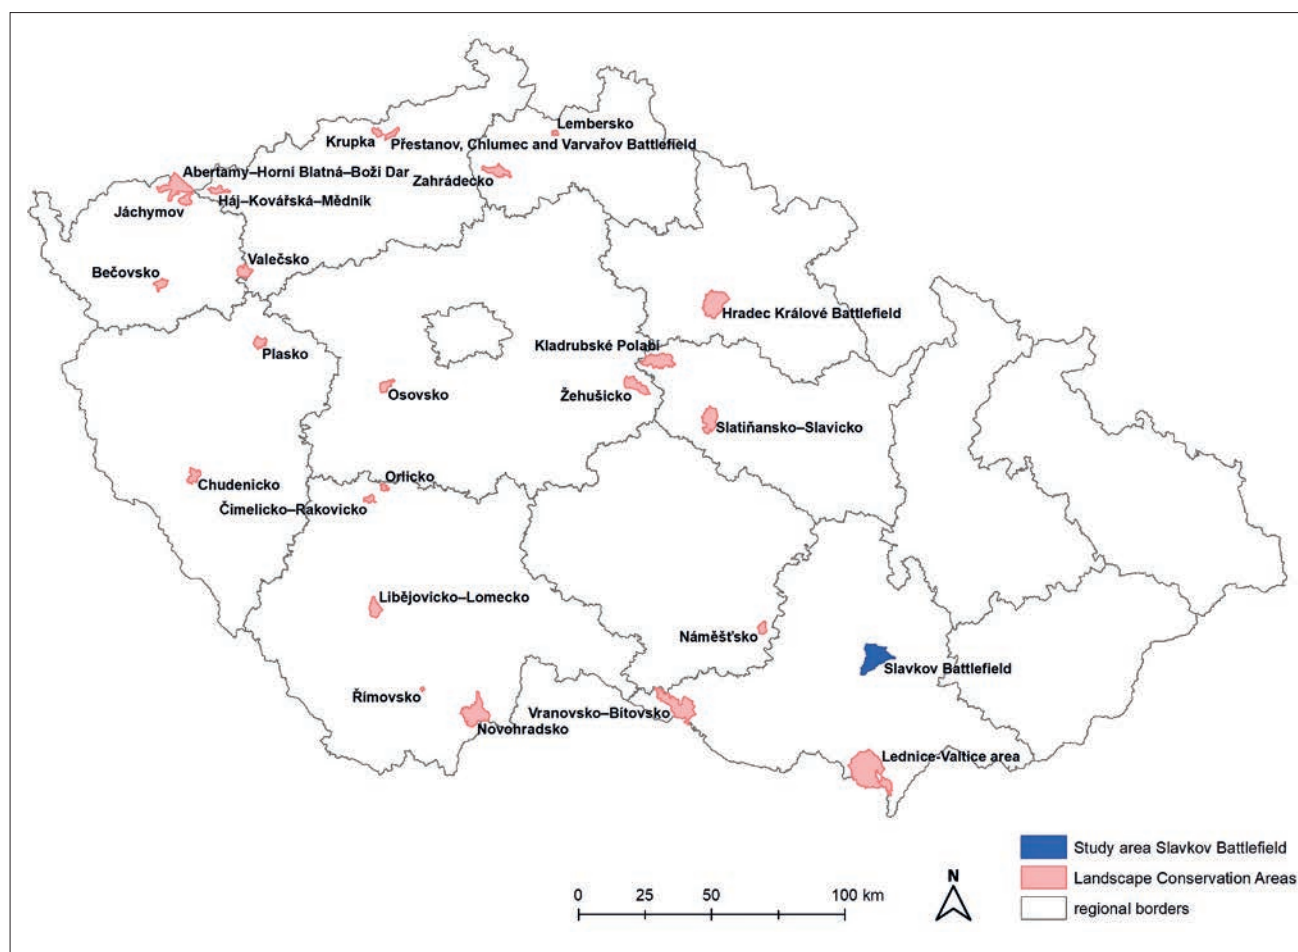 Lembersko
Krupka
Přestanov, Chlumec and Varvařov Battlefield
Abertamy–Horní Blatná–Boží Dar
Zahrádecko
Háj–Kovářská–Mědník
Jáchymov
Valečsko
Bečovsko
Hradec Králové Battlefield
Kladrubské Polabí
Plasko
Osovsko
Žehušicko
Slatiňansko–Slavicko
Orlicko
Chudenicko
Čimelicko–Rakovicko
Libějovicko–Lomecko
Náměšťsko
Slavkov Battlefield
Římovsko
Vranovsko–Bítovsko
Novohradsko
Lednice-Valtice area
Study area Slavkov Battlefield
Landscape Conservation Areas
regional borders
N
0 25 50 100 km